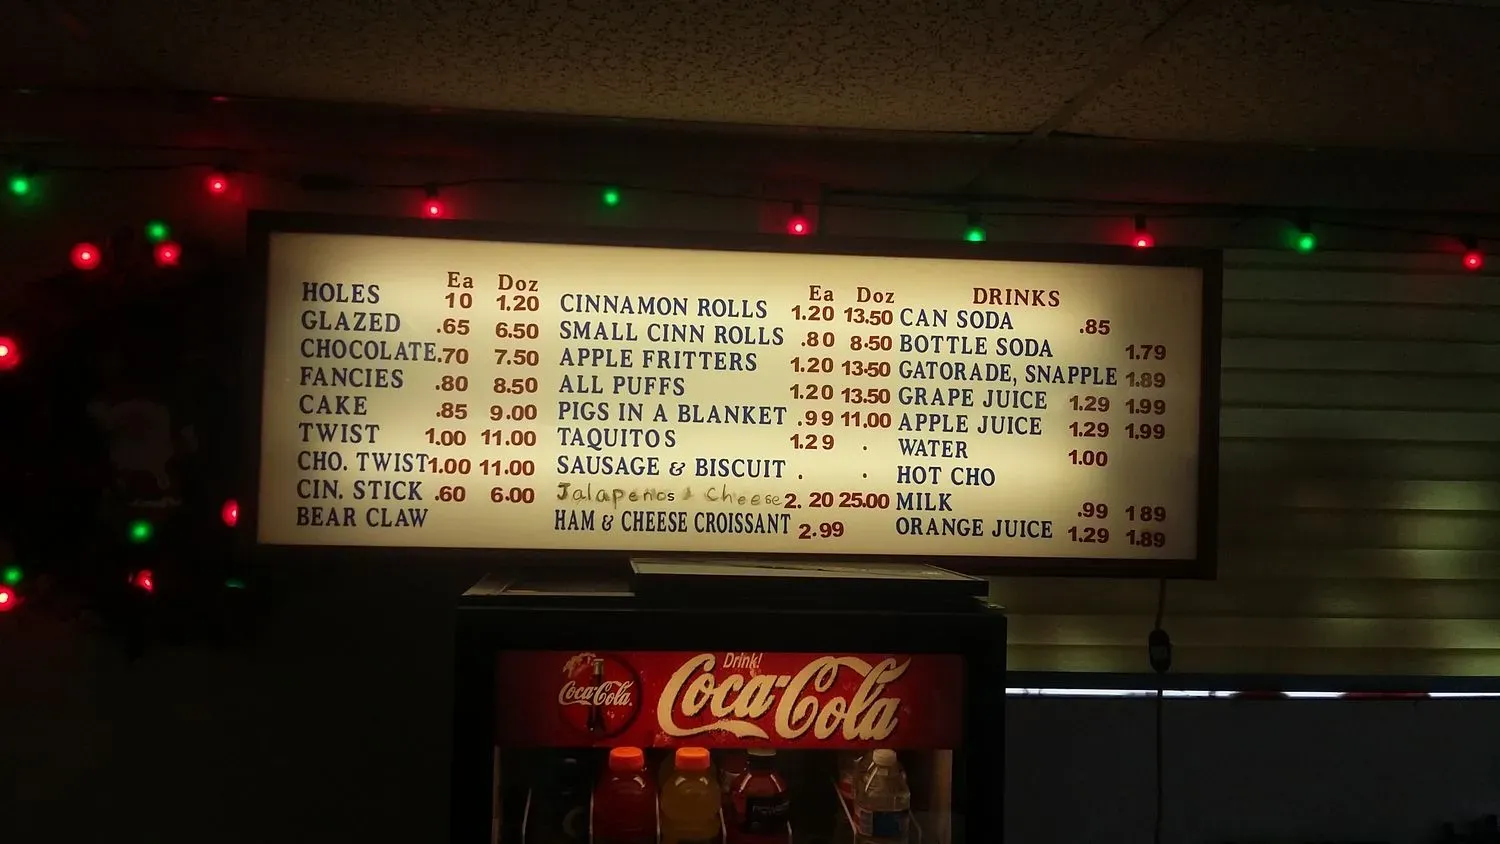 Ea Doz
HOLES 10 1.20
GLAZED .65 6.50
CHOCOLATE .70 7.50
FANCIES .80 8.50
CAKE .85 9.00
TWIST 1.00 11.00
CHO. TWIST 1.00 11.00
CIN. STICK .60 6.00
BEAR CLAW
Ea Doz
CINNAMON ROLLS 1.20 13.50
SMALL CINN ROLLS .80 8.50
APPLE FRITTERS 1.20 13.50
ALL PUFFS 1.20 13.50
PIGS IN A BLANKET .99 11.00
TAQUITOS 1.29 .
SAUSAGE & BISCUIT . .
Jalapenos & Cheese 2.20 25.00
HAM & CHEESE CROISSANT 2.99
DRINKS
CAN SODA .85
BOTTLE SODA 1.79
GATORADE, SNAPPLE 1.89
GRAPE JUICE 1.29 1.99
APPLE JUICE 1.29 1.99
WATER 1.00
HOT CHO
MILK .99 1 89
ORANGE JUICE 1.29 1.89
Drink!
Coca-Cola
Coca-Cola